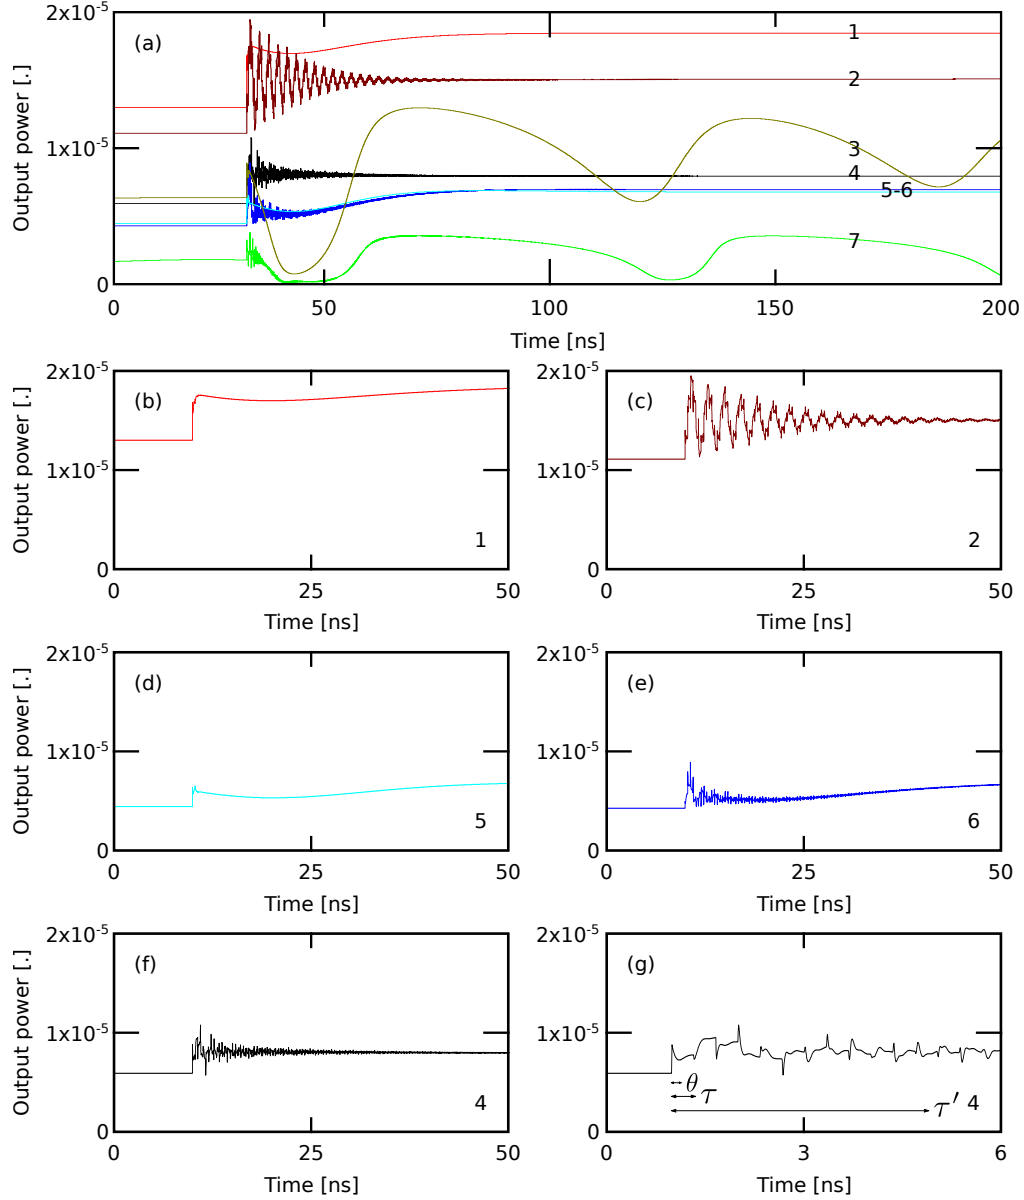 2x10-5
(a)
1
2
Output power [.]
1x10-5
3
4
5-6
7
0
0 50 100 150 200
Time [ns]
2x10-5 2x10-5
(b) (c)
Output power [.]
1x10-5 1x10-5
1 2
0 0
0 25 50 0 25 50
Time [ns] Time [ns]
2x10-5 2x10-5
(d) (e)
Output power [.]
1x10-5 1x10-5
5 6
0 0
0 25 50 0 25 50
Time [ns] Time [ns]
2x10-5 2x10-5
(f) (g)
Output power [.]
1x10-5 1x10-5
θ
τ
4 τ′ 4
0 0
0 25 50 0 3 6
Time [ns] Time [ns]